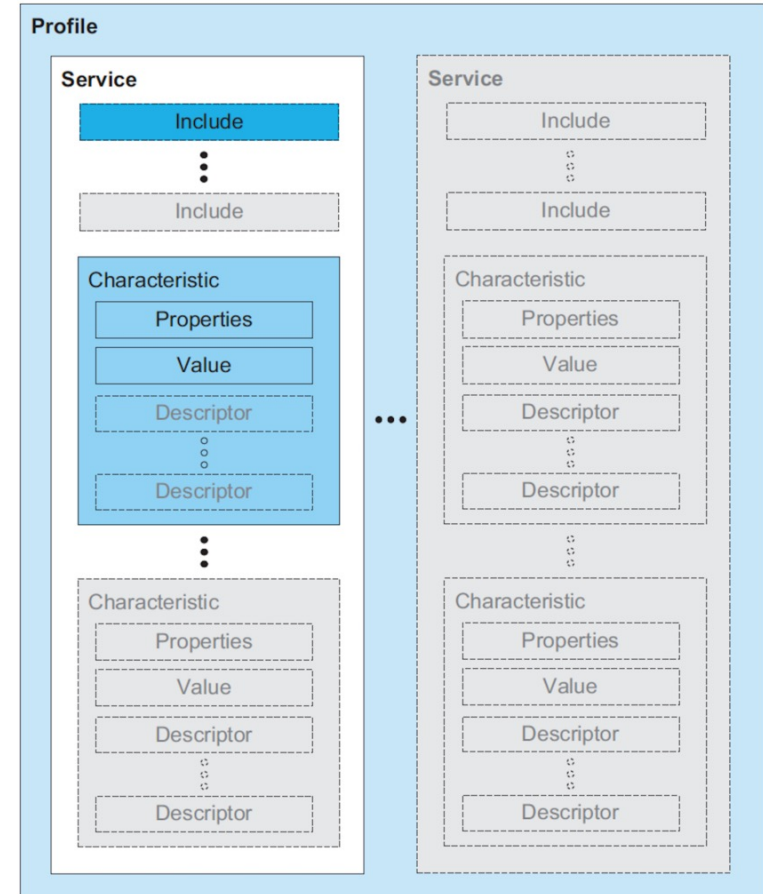 Profile
Service
Include
Include
Characteristic
Properties
Value
Descriptor
Descriptor
Characteristic
Properties
Value
Descriptor
Descriptor
Service
Include
Include
Characteristic
Properties
Value
Descriptor
Descriptor
Characteristic
Properties
Value
Descriptor
Descriptor